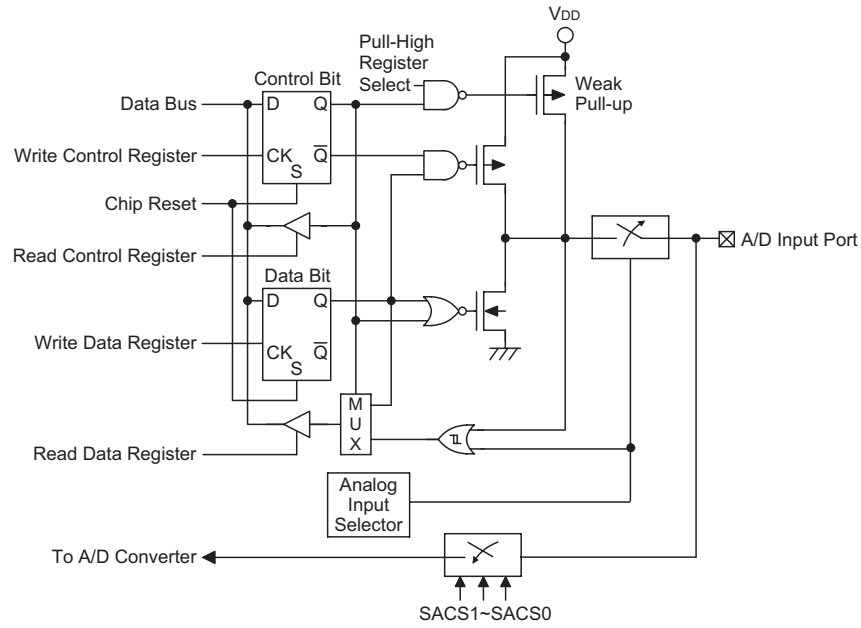 VDD
Pull-High
Register
Select
Weak
Pull-up
Control Bit
Data Bus
D
Q
Write Control Register
CK
Q
S
Chip Reset
Read Control Register
Data Bit
D
Q
A/D Input Port
Write Data Register
CK
Q
S
M
U
X
Read Data Register
Analog
Input
Selector
To A/D Converter
SACS1~SACS0